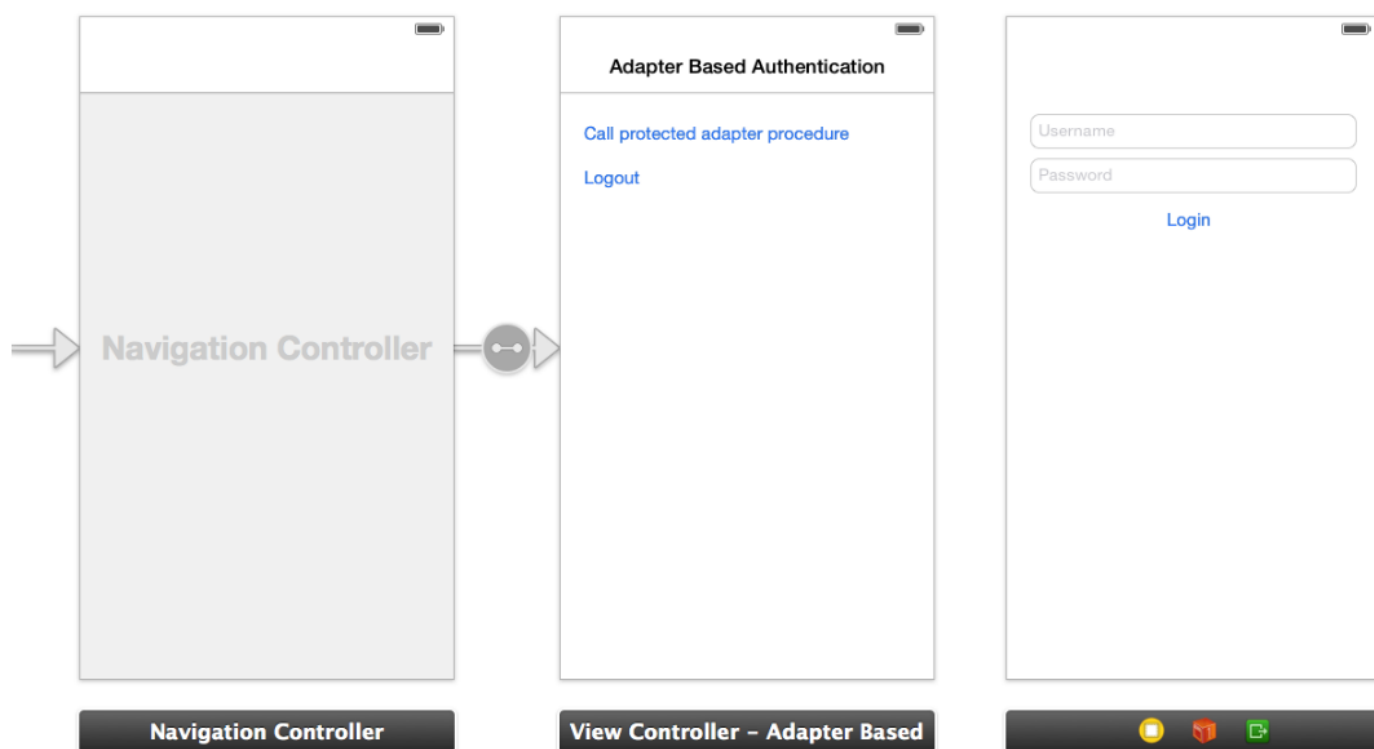 Navigation Controller
Navigation Controller
Adapter Based Authentication
Call protected adapter procedure
Logout
View Controller – Adapter Based
Username
Password
Login